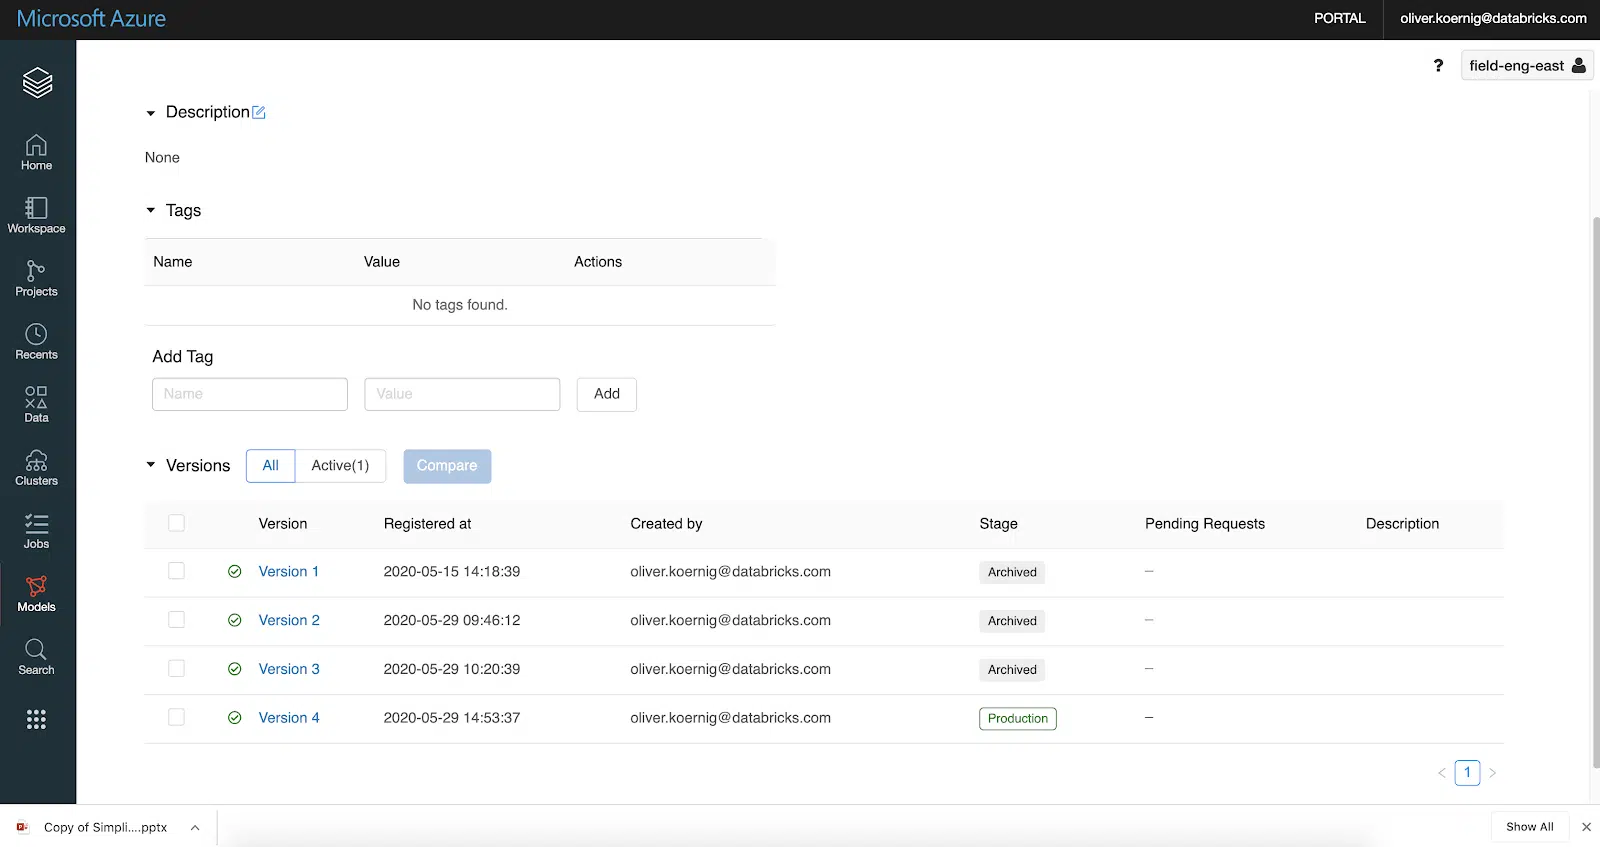 Microsoft Azure
PORTAL
oliver.koernig@databricks.com
? field-eng-east
Home
Workspace
Projects
Recents
Data
Clusters
Jobs
Models
Search
Description
None
Tags
Name Value Actions
No tags found.
Add Tag
Name Value Add
Versions All Active(1) Compare
Version Registered at Created by Stage Pending Requests Description
Version 1 2020-05-15 14:18:39 oliver.koernig@databricks.com Archived –
Version 2 2020-05-29 09:46:12 oliver.koernig@databricks.com Archived –
Version 3 2020-05-29 10:20:39 oliver.koernig@databricks.com Archived –
Version 4 2020-05-29 14:53:37 oliver.koernig@databricks.com Production –
< 1 >
Copy of Simpli....pptx
Show All